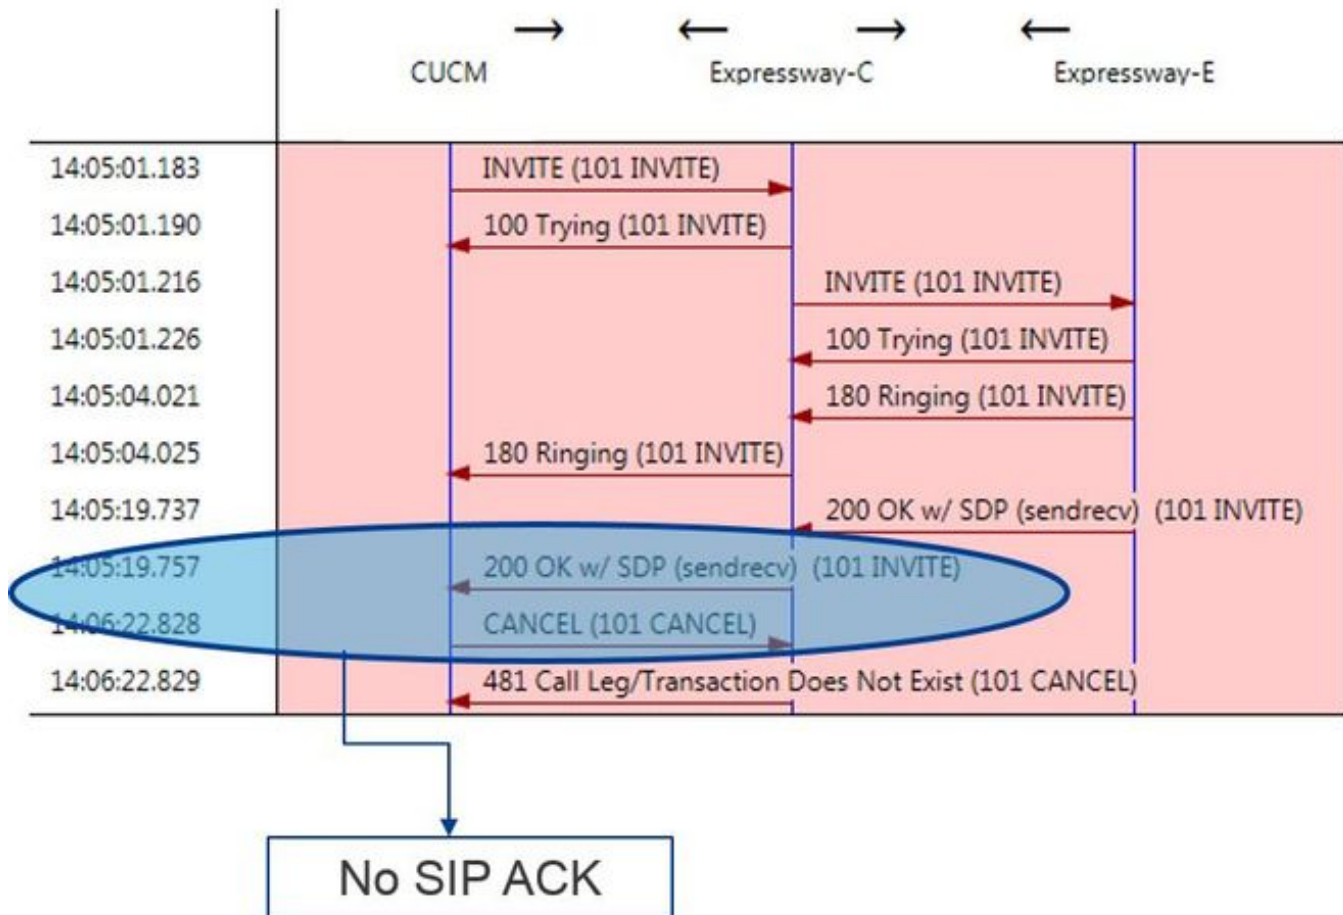 → ← → ←
CUCM Expressway-C Expressway-E
14:05:01.183 INVITE (101 INVITE)
14:05:01.190 100 Trying (101 INVITE)
14:05:01.216 INVITE (101 INVITE)
14:05:01.226 100 Trying (101 INVITE)
14:05:04.021 180 Ringing (101 INVITE)
14:05:04.025 180 Ringing (101 INVITE)
14:05:19.737 200 OK w/ SDP (sendrecv) (101 INVITE)
14:05:19.757 200 OK w/ SDP (sendrecv) (101 INVITE)
14:06:22.828 CANCEL (101 CANCEL)
14:06:22.829 481 Call Leg/Transaction Does Not Exist (101 CANCEL)
No SIP ACK